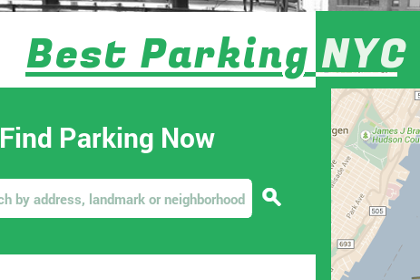 Best Parking NYC
Find Parking Now
ch by address, landmark or neighborhood
gen
James J Bra
Hudson Cou
Park Ave
505
693